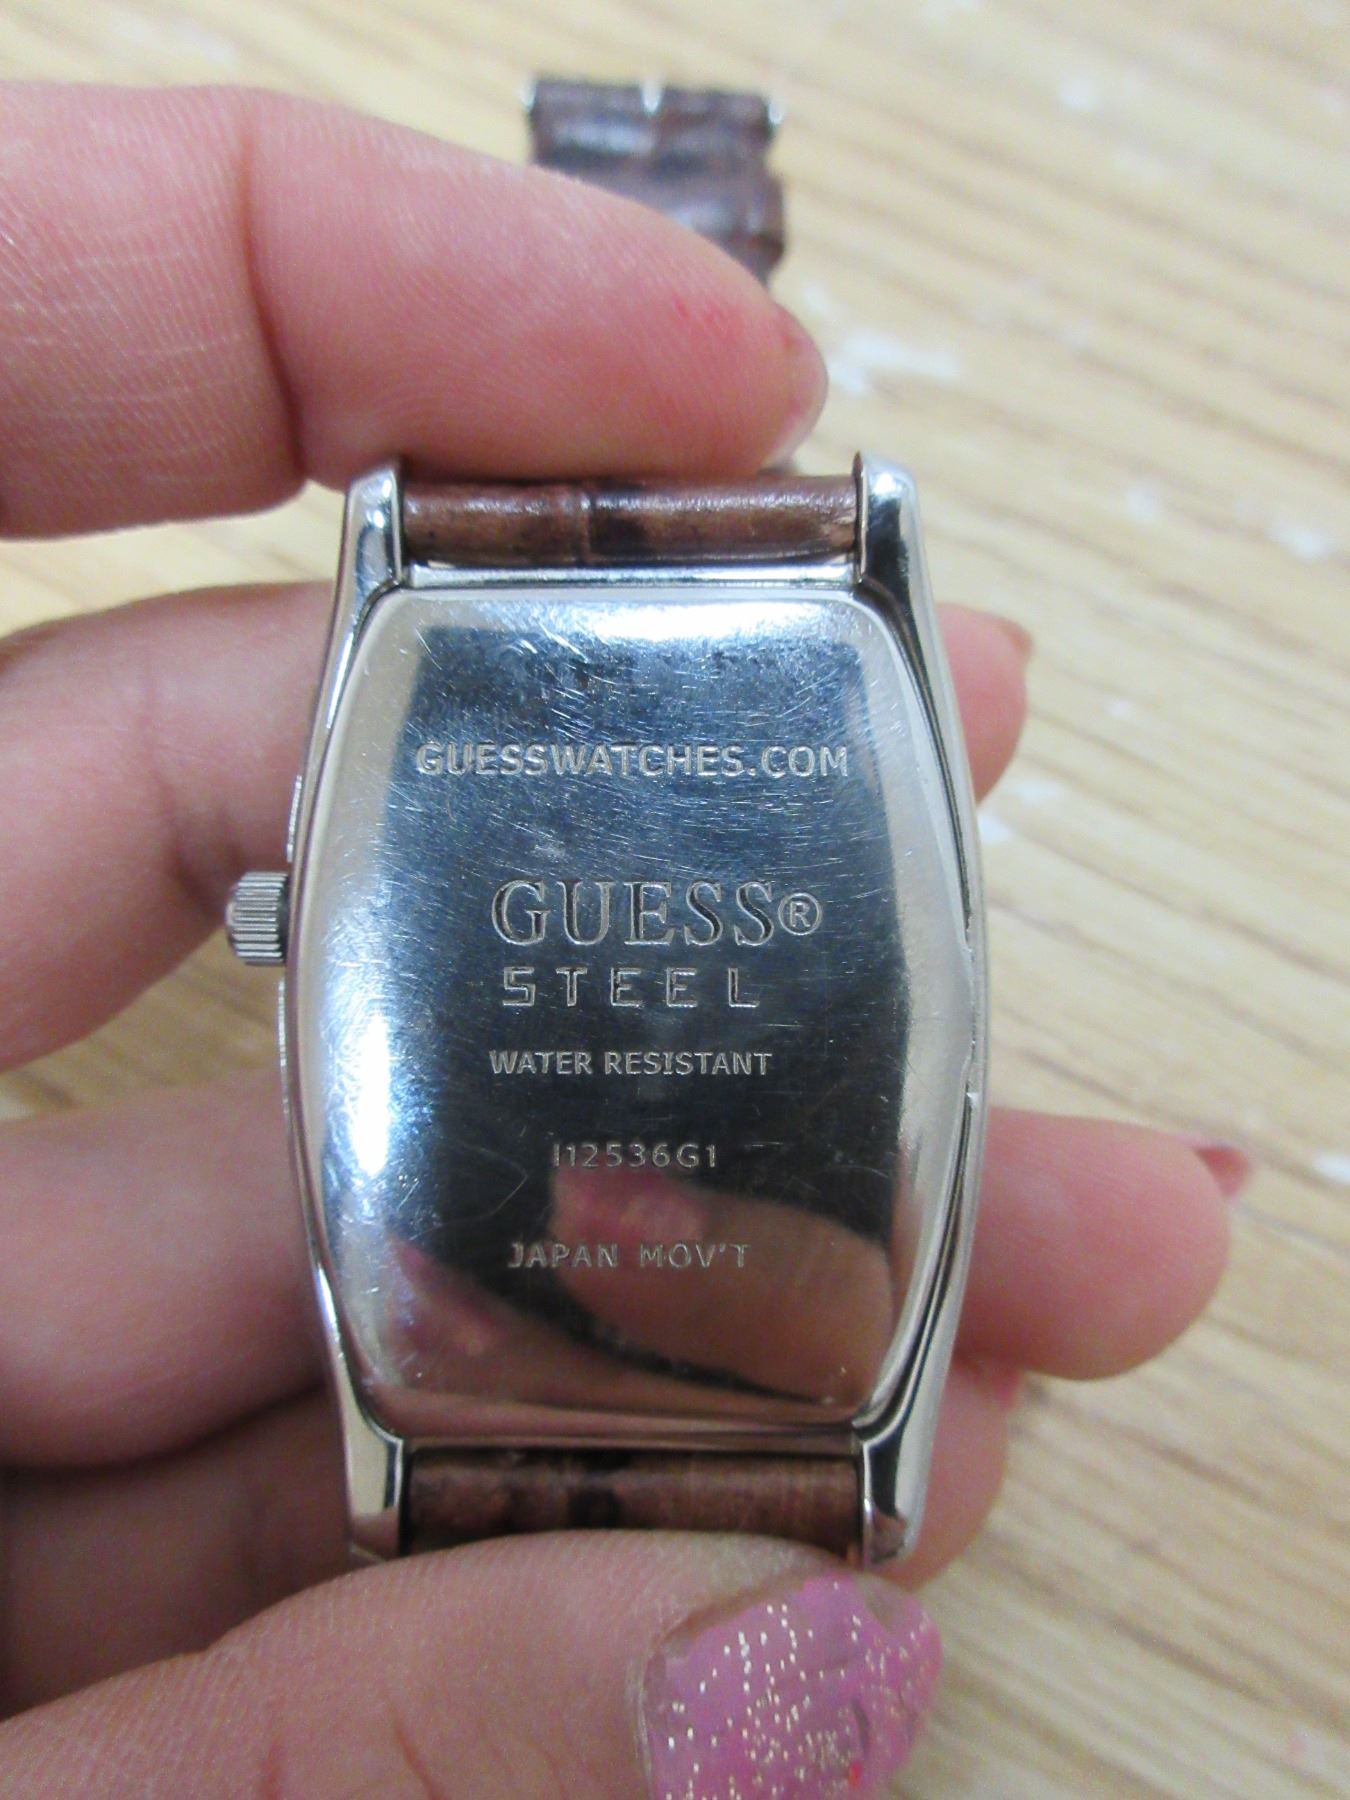 GUESSWATCHES.COM
GUESS®
STEEL
WATER RESISTANT
I12536G1
JAPAN MOV'T